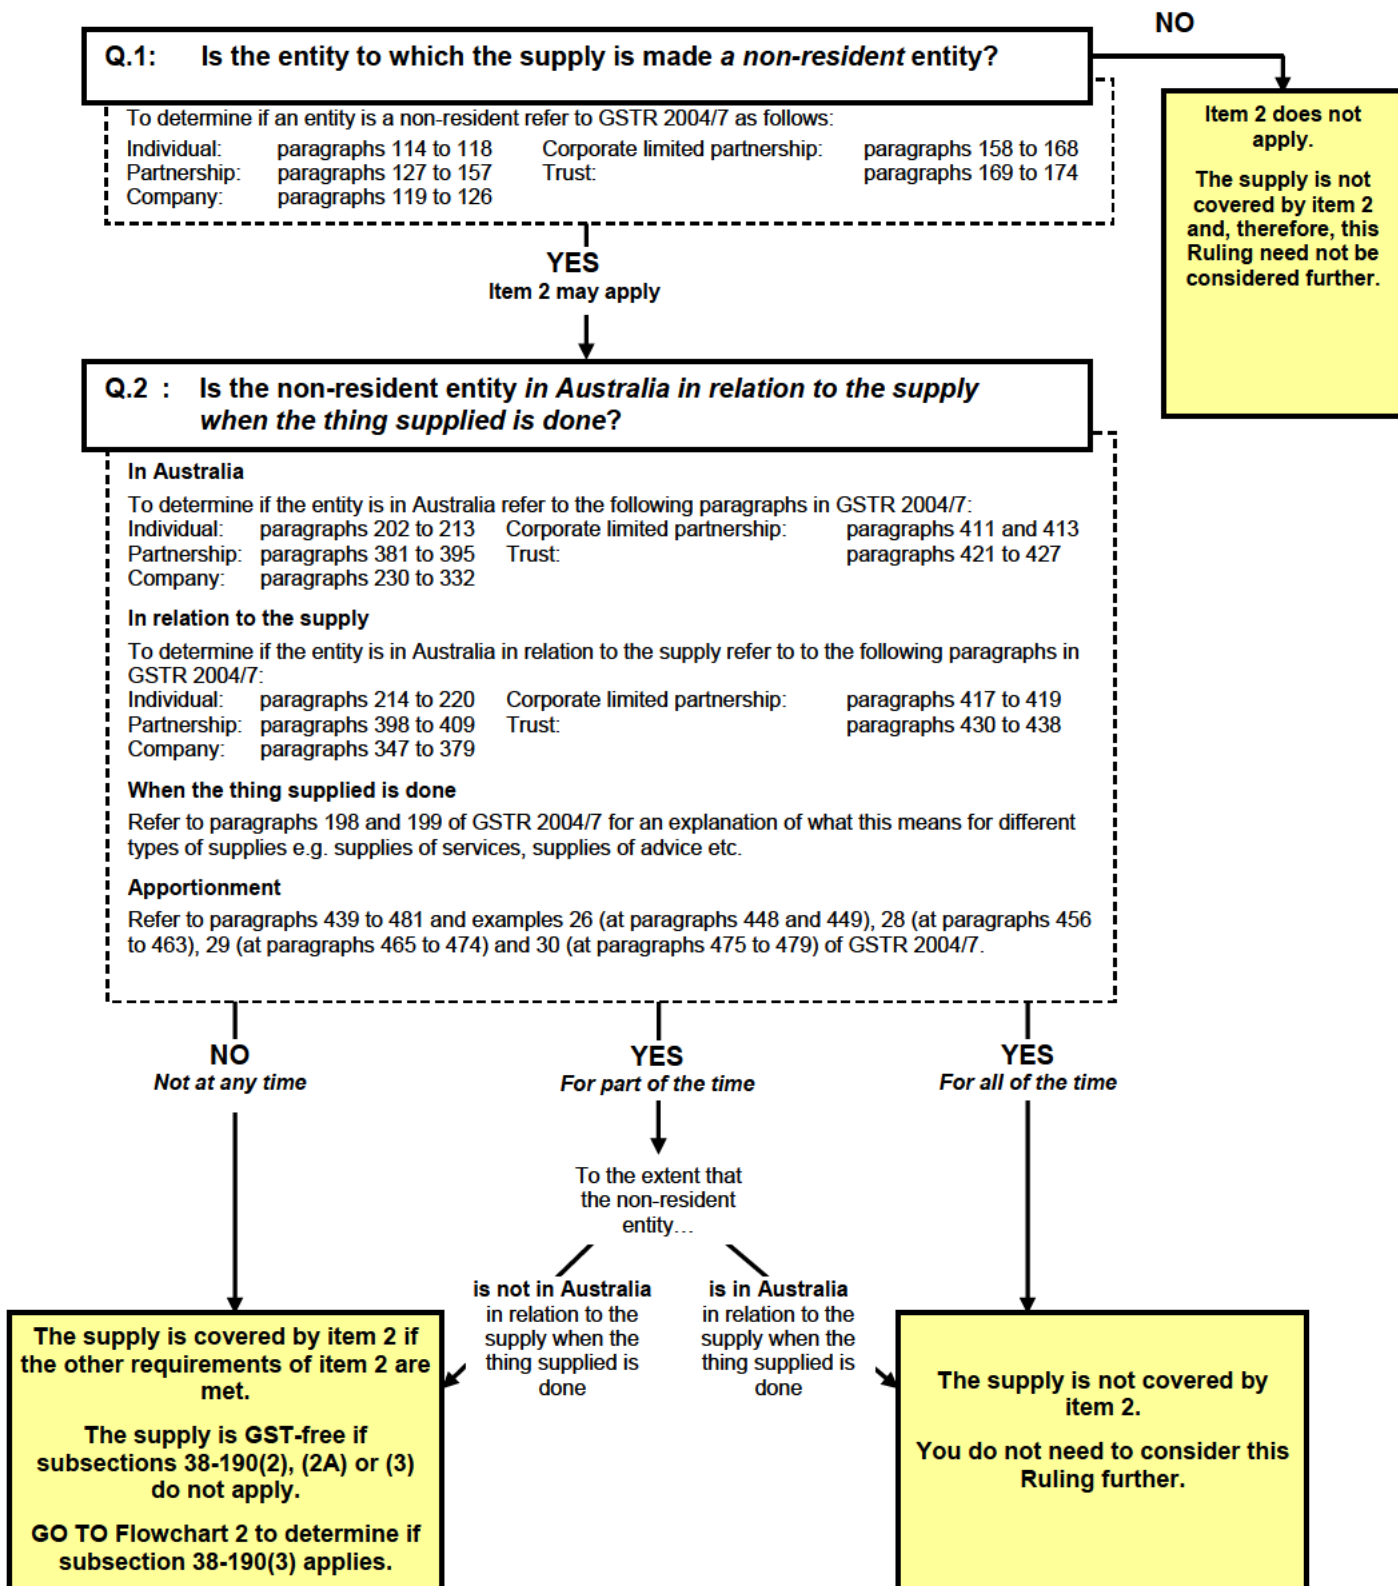 NO
Q.1: Is the entity to which the supply is made a non-resident entity?
To determine if an entity is a non-resident refer to GSTR 2004/7 as follows:
Individual: paragraphs 114 to 118 Corporate limited partnership: paragraphs 158 to 168
Partnership: paragraphs 127 to 157 Trust: paragraphs 169 to 174
Company: paragraphs 119 to 126
Item 2 does not
apply.
The supply is not
covered by item 2
and, therefore, this
Ruling need not be
considered further.
YES
Item 2 may apply
Q.2 : Is the non-resident entity in Australia in relation to the supply
when the thing supplied is done?
In Australia
To determine if the entity is in Australia refer to the following paragraphs in GSTR 2004/7:
Individual: paragraphs 202 to 213 Corporate limited partnership: paragraphs 411 and 413
Partnership: paragraphs 381 to 395 Trust: paragraphs 421 to 427
Company: paragraphs 230 to 332
In relation to the supply
To determine if the entity is in Australia in relation to the supply refer to to the following paragraphs in
GSTR 2004/7:
Individual: paragraphs 214 to 220 Corporate limited partnership: paragraphs 417 to 419
Partnership: paragraphs 398 to 409 Trust: paragraphs 430 to 438
Company: paragraphs 347 to 379
When the thing supplied is done
Refer to paragraphs 198 and 199 of GSTR 2004/7 for an explanation of what this means for different
types of supplies e.g. supplies of services, supplies of advice etc.
Apportionment
Refer to paragraphs 439 to 481 and examples 26 (at paragraphs 448 and 449), 28 (at paragraphs 456
to 463), 29 (at paragraphs 465 to 474) and 30 (at paragraphs 475 to 479) of GSTR 2004/7.
NO
Not at any time
YES
For part of the time
YES
For all of the time
To the extent that
the non-resident
entity…
is not in Australia
in relation to the
supply when the
thing supplied is
done
is in Australia
in relation to the
supply when the
thing supplied is
done
The supply is covered by item 2 if
the other requirements of item 2 are
met.
The supply is GST-free if
subsections 38-190(2), (2A) or (3)
do not apply.
GO TO Flowchart 2 to determine if
subsection 38-190(3) applies.
The supply is not covered by
item 2.
You do not need to consider this
Ruling further.